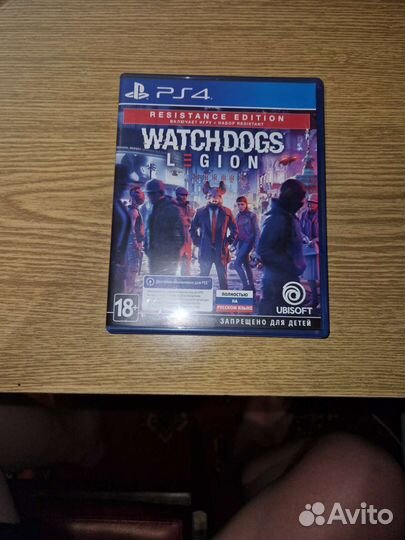 PS4
RESISTANCE EDITION
ВКЛЮЧАЕТ ИГРУ + НАБОР RESISTANT
WATCH DOGS
LEGION
18+
ПОЛНОСТЬЮ
НА
РУССКОМ ЯЗЫКЕ
UBISOFT
ЗАПРЕЩЕНО ДЛЯ ДЕТЕЙ
Avito